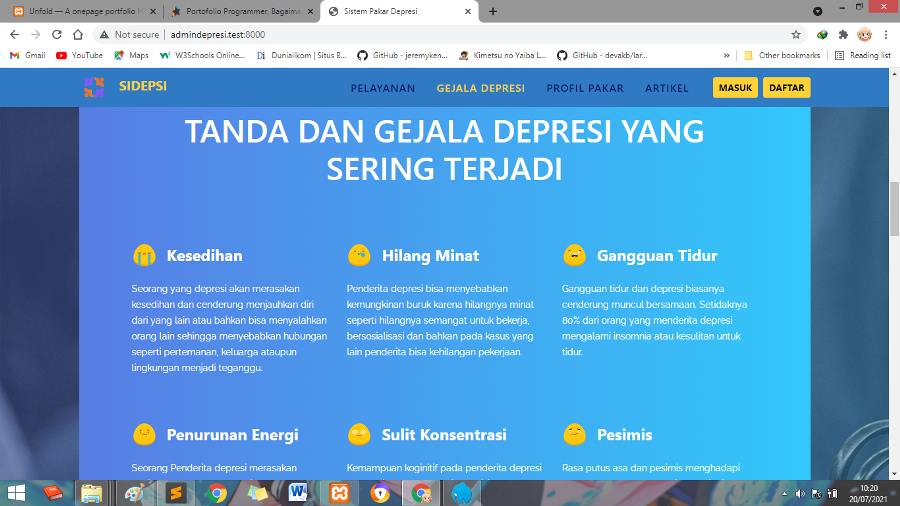 Unfold — A onepage portfolio H
Portofolio Programmer, Bagaima
Sistem Pakar Depresi
Not secure | admindepresi.test:8000
Gmail
YouTube
Maps
W3Schools Online...
Duniailkom | Situs B...
GitHub - jeremyken...
Kimetsu no Yaiba L...
GitHub - devakb/lar...
»
Other bookmarks
Reading list
SIDEPSI
PELAYANAN
GEJALA DEPRESI
PROFIL PAKAR
ARTIKEL
MASUK
DAFTAR
TANDA DAN GEJALA DEPRESI YANG
SERING TERJADI
Kesedihan
Seorang yang depresi akan merasakan
kesedihan dan cenderung menjauhkan diri
dari yang lain atau bahkan bisa menyalahkan
orang lain sehingga menyebabkan hubungan
seperti pertemanan, keluarga ataupun
lingkungan menjadi teganggu.
Hilang Minat
Penderita depresi bisa menyebabkan
kemungkinan buruk karena hilangnya minat
seperti hilangnya semangat untuk bekerja,
bersosialisasi dan bahkan pada kasus yang
lain penderita bisa kehilangan pekerjaan.
Gangguan Tidur
Gangguan tidur dan depresi biasanya
cenderung muncul bersamaan. Setidaknya
80% dari orang yang menderita depresi
mengalami insomnia atau kesulitan untuk
tidur.
Penurunan Energi
Seorang Penderita depresi merasakan
Sulit Konsentrasi
Kemampuan koginitif pada penderita depresi
Pesimis
Rasa putus asa dan pesimis menghadapi
10:20
20/07/2021